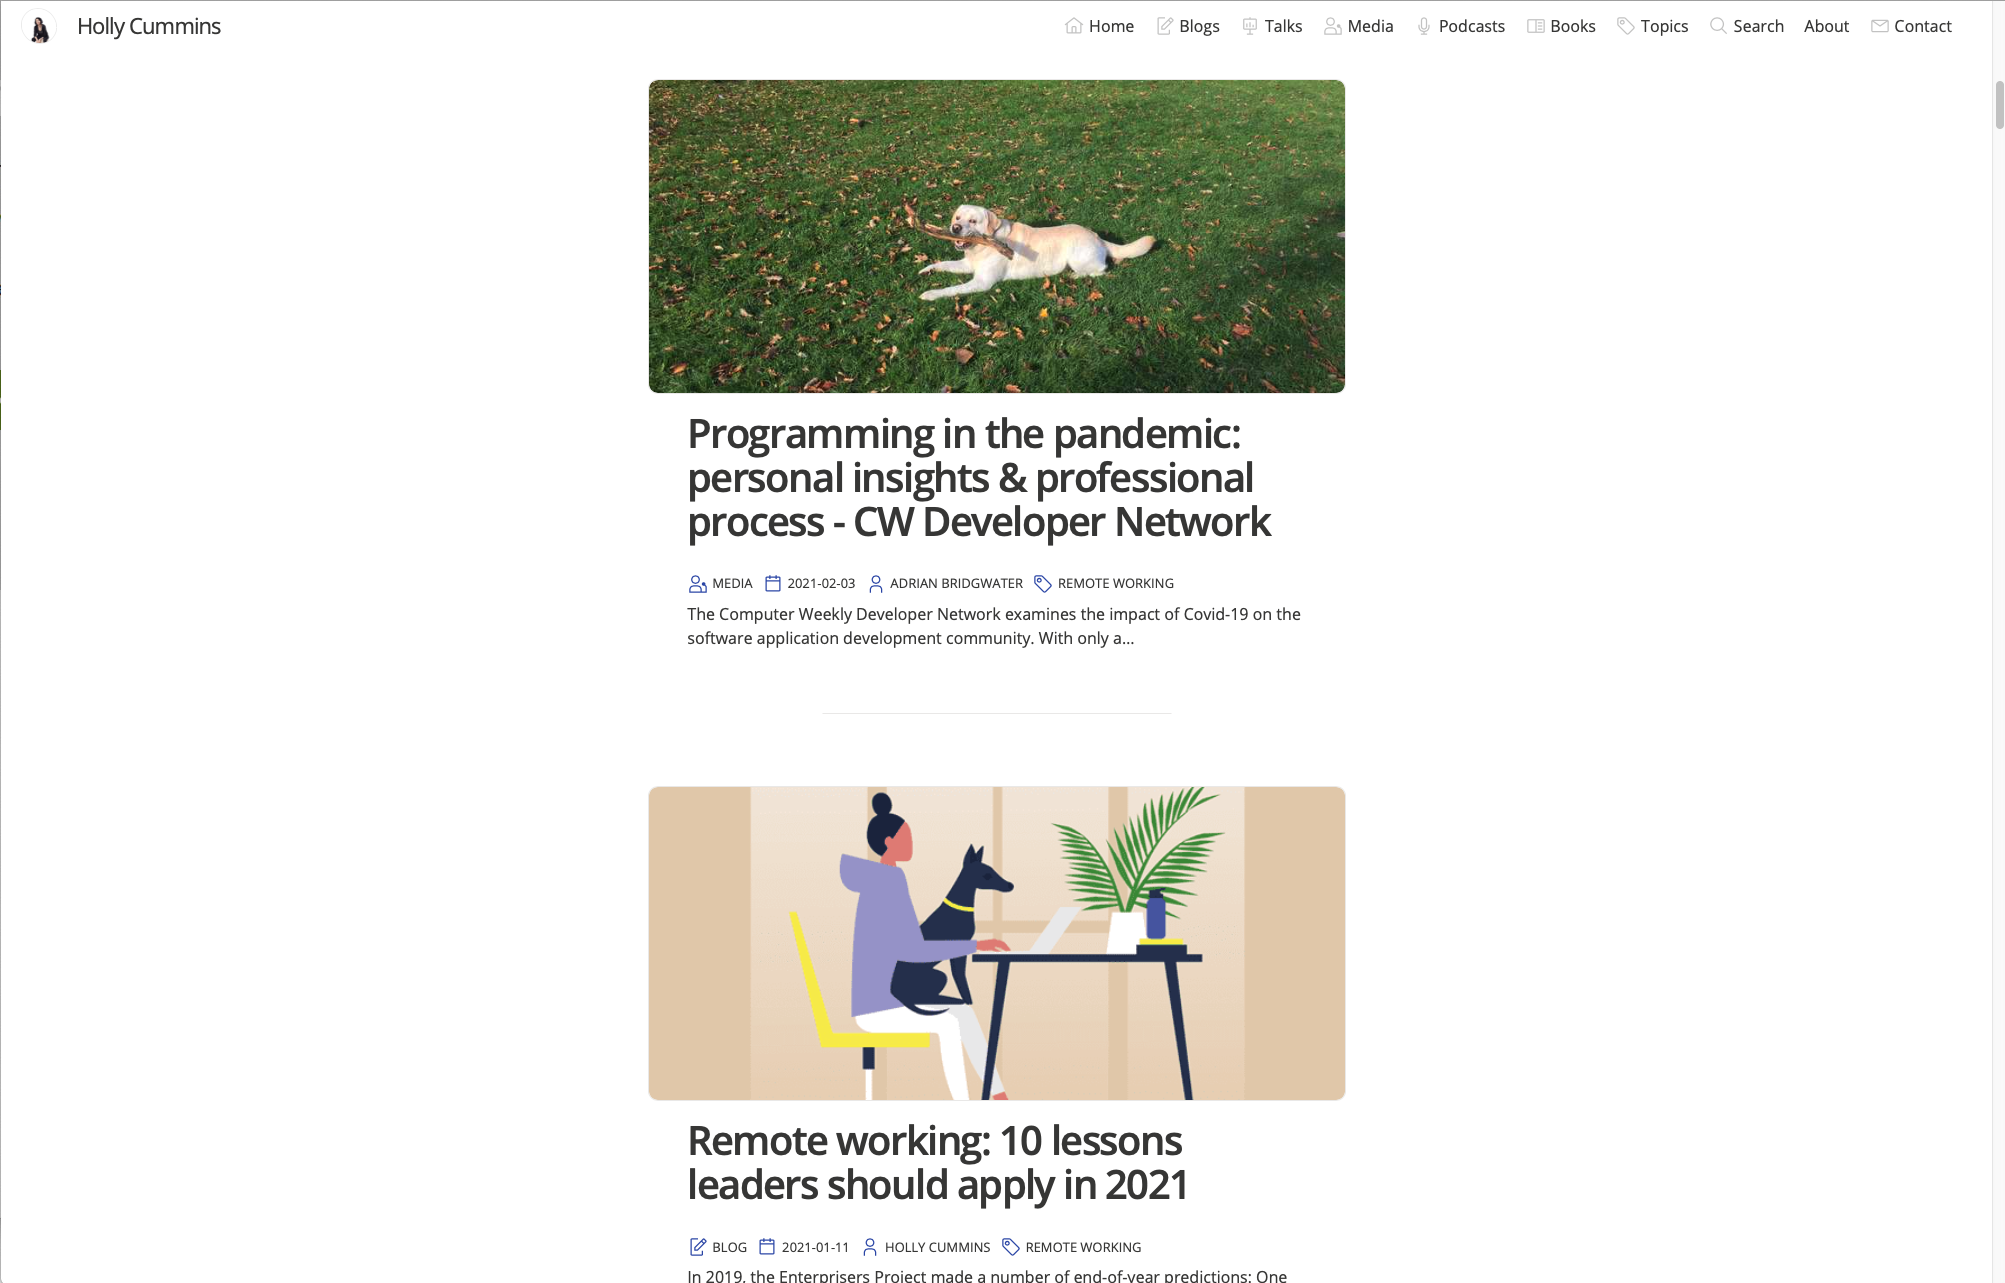 Holly Cummins
Home Blogs Talks Media Podcasts Books Topics Search About Contact
Programming in the pandemic:
personal insights & professional
process - CW Developer Network
MEDIA 2021-02-03 ADRIAN BRIDGWATER REMOTE WORKING
The Computer Weekly Developer Network examines the impact of Covid-19 on the
software application development community. With only a...
Remote working: 10 lessons
leaders should apply in 2021
BLOG 2021-01-11 HOLLY CUMMINS REMOTE WORKING
In 2019, the Enterprisers Project made a number of end-of-year predictions: One